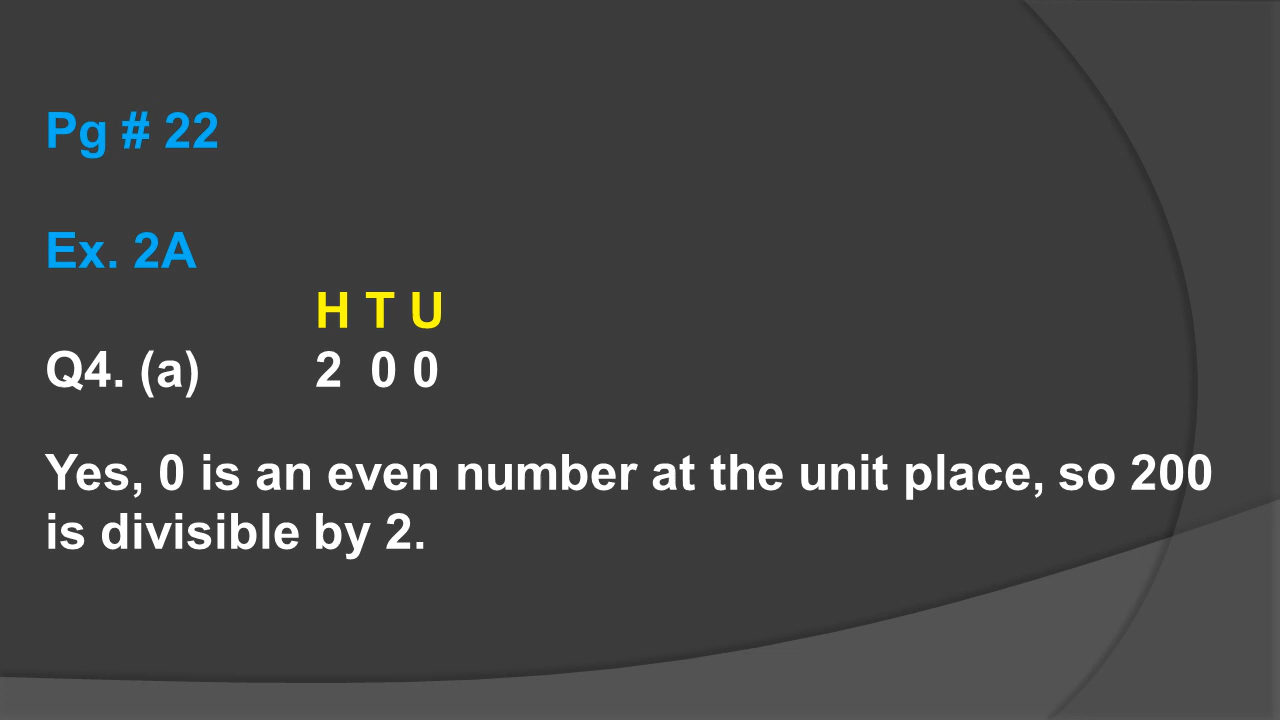 Pg # 22
Ex. 2A
H T U
Q4. (a) 2 0 0
Yes, 0 is an even number at the unit place, so 200
is divisible by 2.